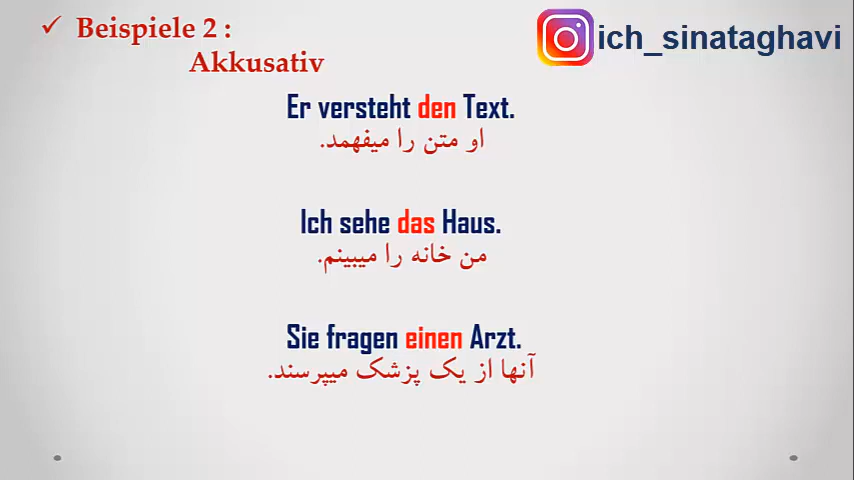 ✓ Beispiele 2 :
Akkusativ
ich_sinataghavi
Er versteht den Text.
او متن را میفهمد.
Ich sehe das Haus.
من خانه را میبینم.
Sie fragen einen Arzt.
آنها از یک پزشک میپرسند.